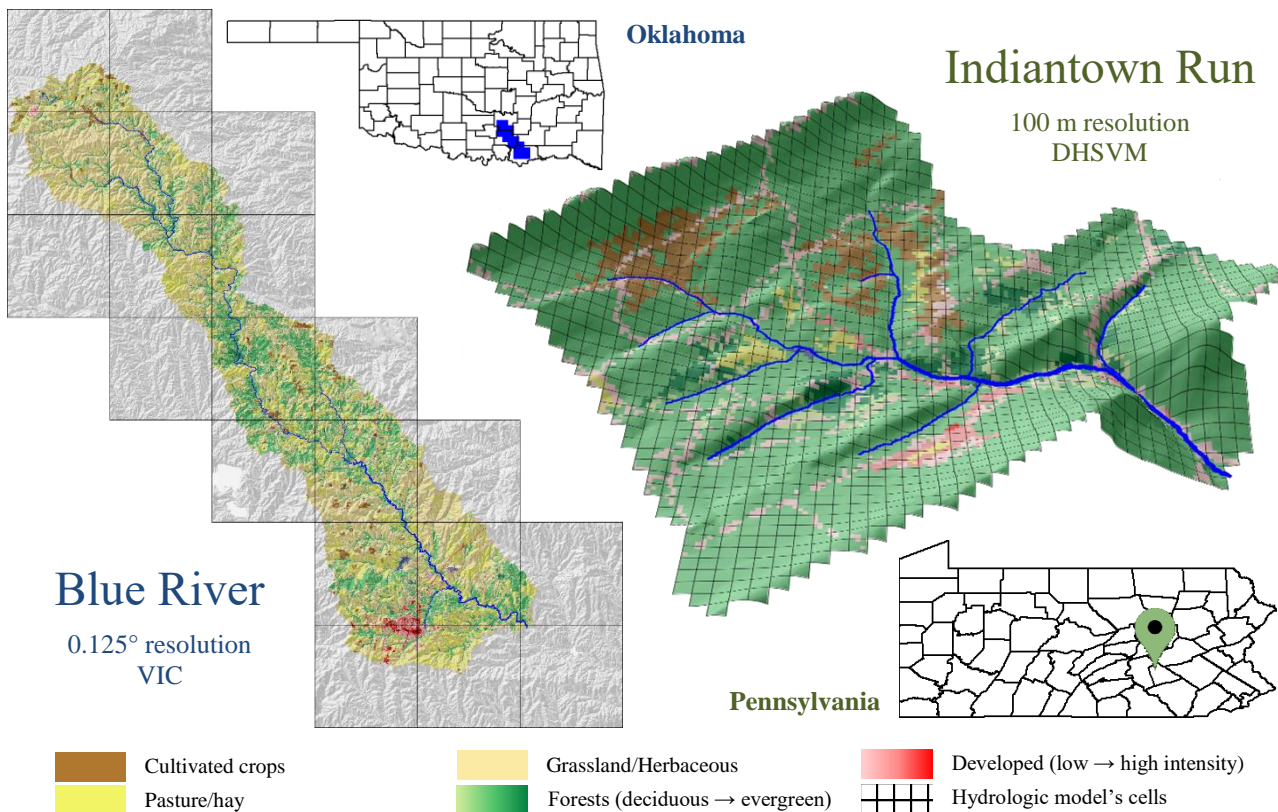 Oklahoma
Indiantown Run
100 m resolution
DHSVM
Blue River
0.125° resolution
VIC
Pennsylvania
Cultivated crops
Grassland/Herbaceous
Developed (low → high intensity)
Pasture/hay
Forests (deciduous → evergreen)
Hydrologic model's cells